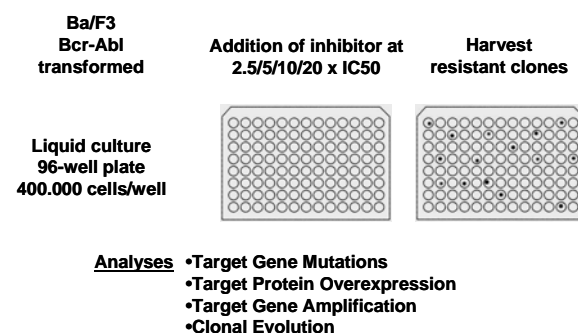 Ba/F3
Bcr-Abl
transformed
Addition of inhibitor at
2.5/5/10/20 x IC50
Harvest
resistant clones
Liquid culture
96-well plate
400.000 cells/well
Analyses •Target Gene Mutations
•Target Protein Overexpression
•Target Gene Amplification
•Clonal Evolution